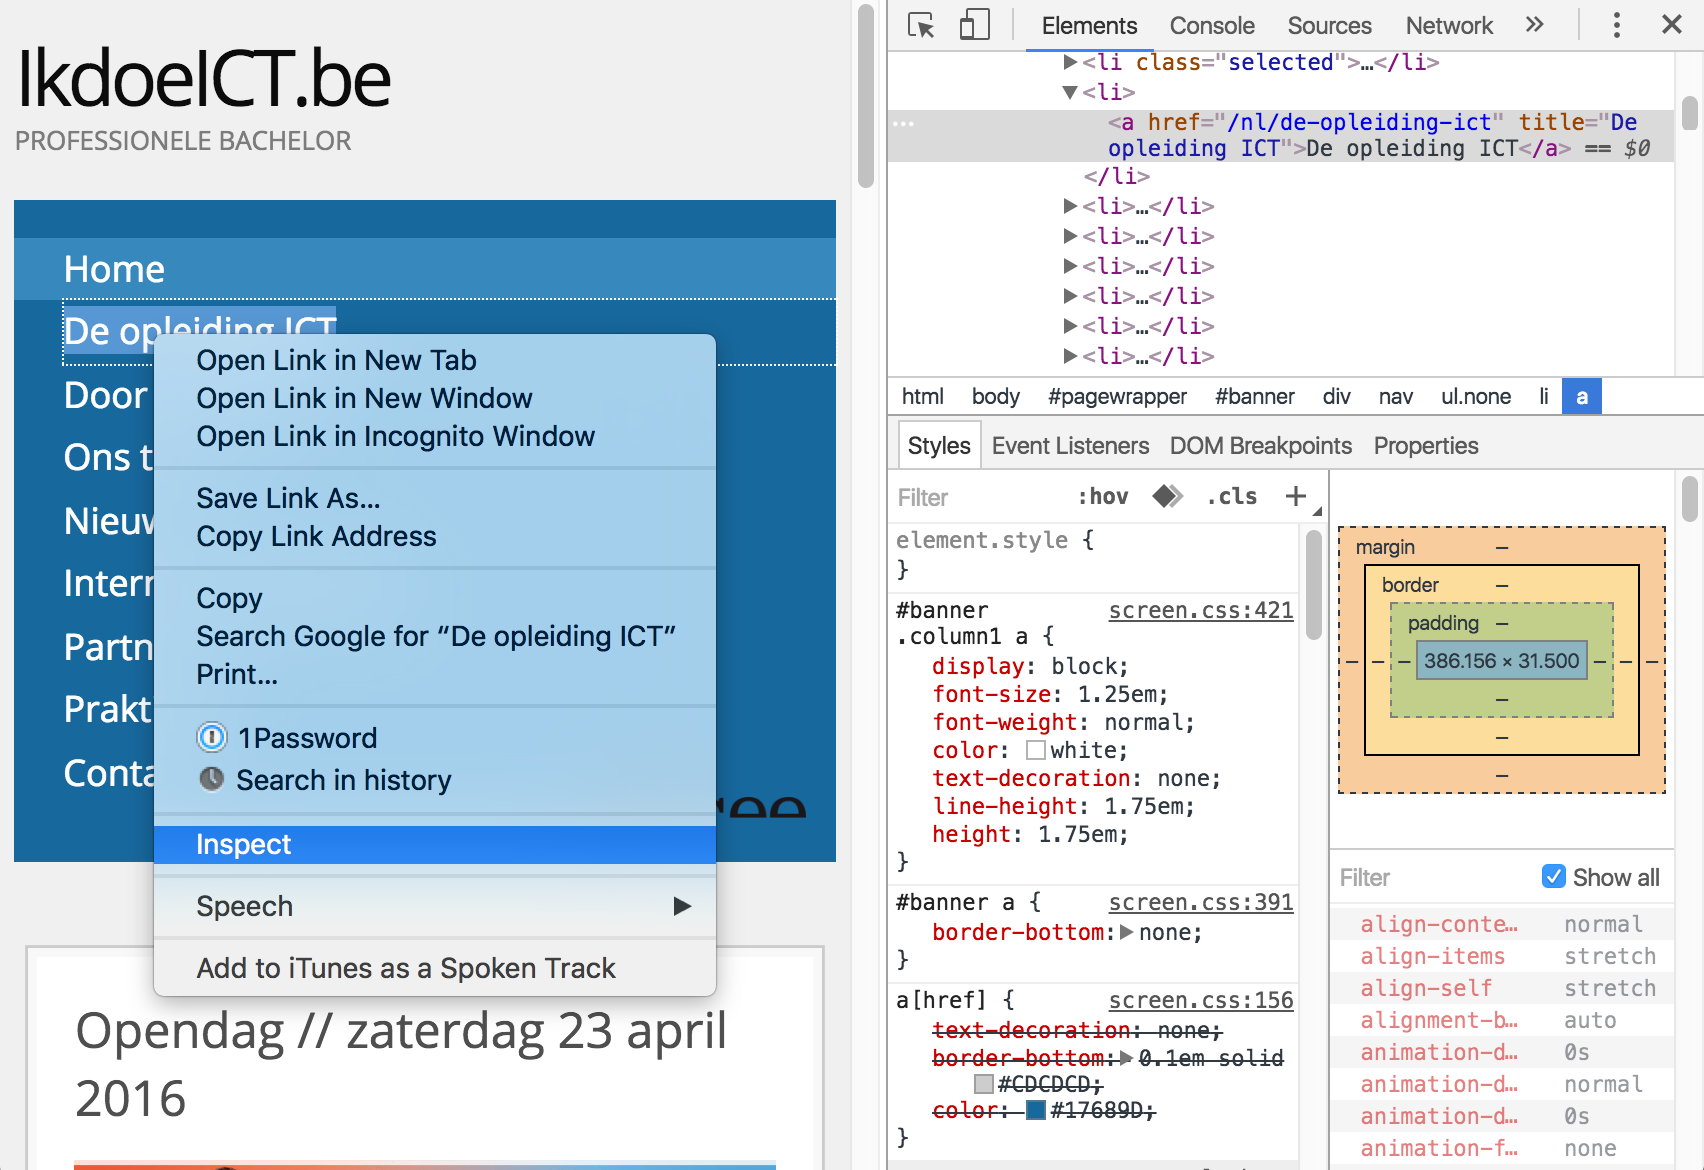 IkdoeICT.be
PROFESSIONELE BACHELOR
Home
De opleiding ICT
Door
Ons t
Nieuw
Intern
Partn
Prakt
Conta
Open Link in New Tab
Open Link in New Window
Open Link in Incognito Window
Save Link As...
Copy Link Address
Copy
Search Google for “De opleiding ICT”
Print...
1Password
Search in history
Inspect
Speech
Add to iTunes as a Spoken Track
Opendag // zaterdag 23 april
2016
Elements Console Sources Network
<li class="selected">…</li>
<li>
<a href="/nl/de-opleiding-ict" title="De
opleiding ICT">De opleiding ICT</a> == $0
</li>
<li>…</li>
<li>…</li>
<li>…</li>
<li>…</li>
<li>…</li>
<li>…</li>
html body #pagewrapper #banner div nav ul.none li a
Styles Event Listeners DOM Breakpoints Properties
Filter :hov .cls +
element.style {
}
#banner screen.css:421
.column1 a {
display: block;
font-size: 1.25em;
font-weight: normal;
color: white;
text-decoration: none;
line-height: 1.75em;
height: 1.75em;
}
#banner a { screen.css:391
border-bottom: none;
}
a[href] { screen.css:156
text-decoration: none;
border-bottom: 0.1em solid
#CDCDCD;
color: #17689D;
}
margin –
border –
padding –
– – – 386.156 × 31.500 – – –
–
–
–
Filter Show all
align-conte… normal
align-items stretch
align-self stretch
alignment-b… auto
animation-d… 0s
animation-d… normal
animation-d… 0s
animation-f… none